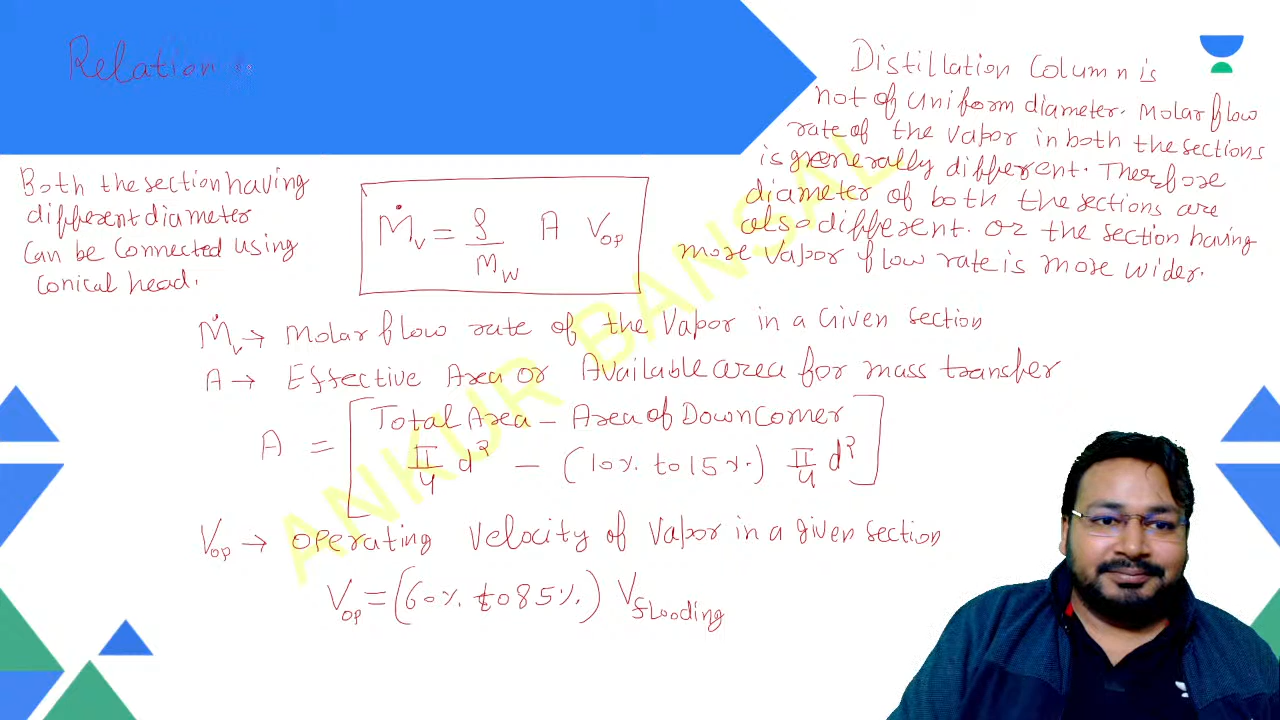 Relation
Distillation Column is
not of uniform diameter. Molar flow
rate of the vapor in both the sections
is generally different. Therefore
diameter of both the sections are
also different. or the section having
more vapor flow rate is more wider.
Both the section having
different diameter
Can be Connected using
Conical head.
Ṁv = ρ/Mw A Vop
Ṁv → Molar flow rate of the Vapor in a Given section
A → Effective Area or Available area for mass transfer
A = [Total Area - Area of Downcomer
π/4 d² - (10% to 15%) π/4 d²]
Vop → Operating Velocity of Vapor in a given section
Vop = (60% to 85%) Vflooding
ANKUR BANSAL